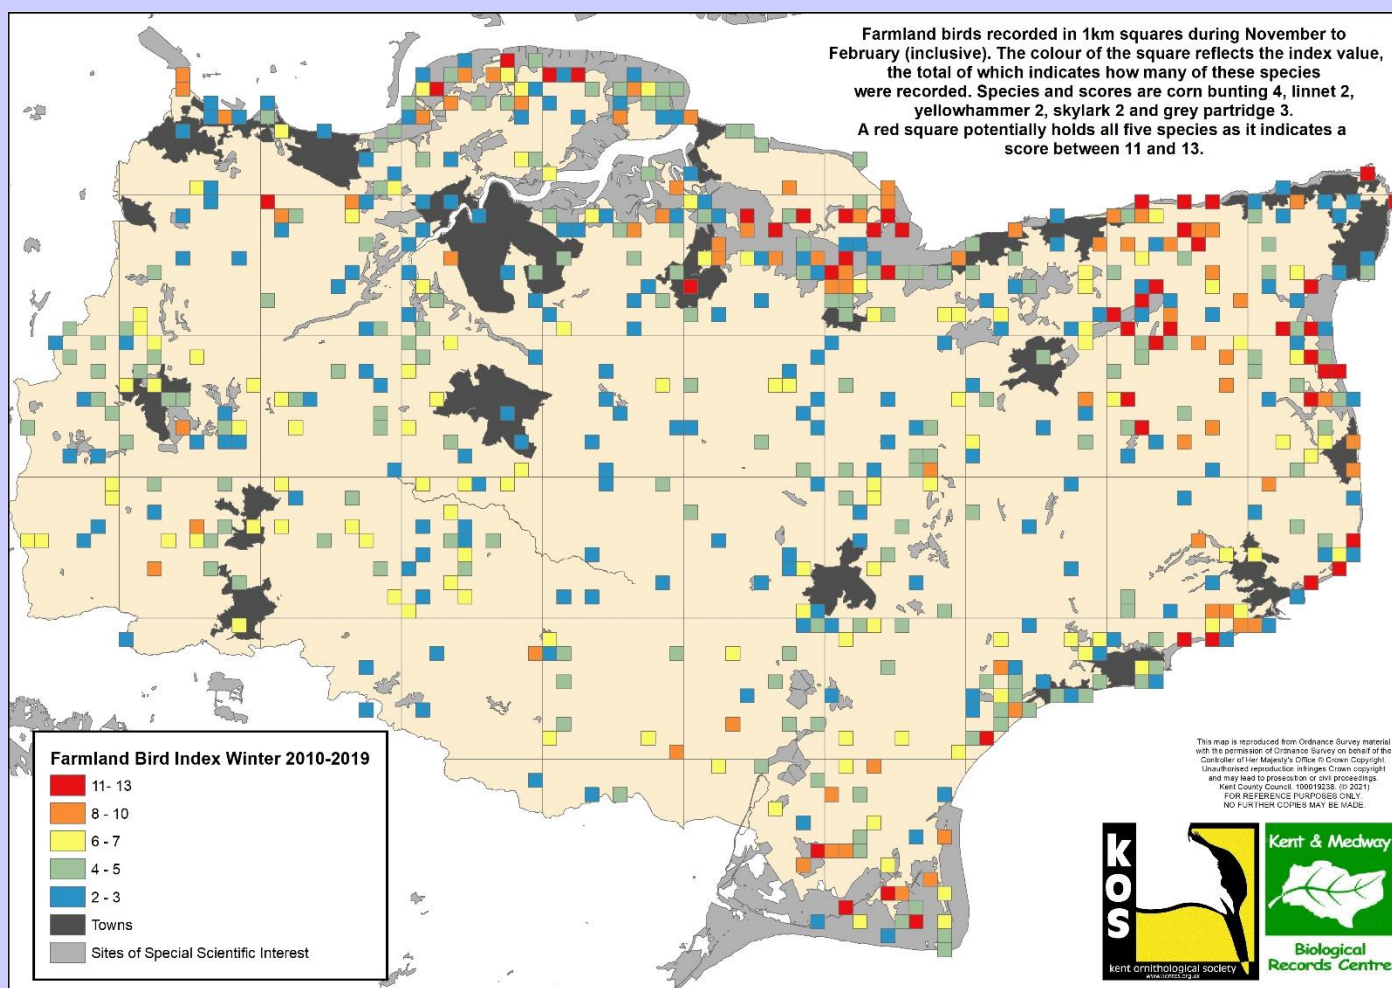 Farmland birds recorded in 1km squares during November to
February (inclusive). The colour of the square reflects the index value,
the total of which indicates how many of these species
were recorded. Species and scores are corn bunting 4, linnet 2,
yellowhammer 2, skylark 2 and grey partridge 3.
A red square potentially holds all five species as it indicates a
score between 11 and 13.
Farmland Bird Index Winter 2010-2019
11- 13
8 - 10
6 - 7
4 - 5
2 - 3
Towns
Sites of Special Scientific Interest
This map is reproduced from Ordnance Survey material
with the permission of Ordnance Survey on behalf of the
Controller of Her Majesty's Office © Crown Copyright.
Unauthorised reproduction infringes Crown copyright
and may lead to prosecution or civil proceedings.
Kent County Council. 100019238. (© 2021)
FOR REFERENCE PURPOSES ONLY.
NO FURTHER COPIES MAY BE MADE.
kos
kent ornithological society
www.kentos.org.uk
Kent & Medway
Biological
Records Centre